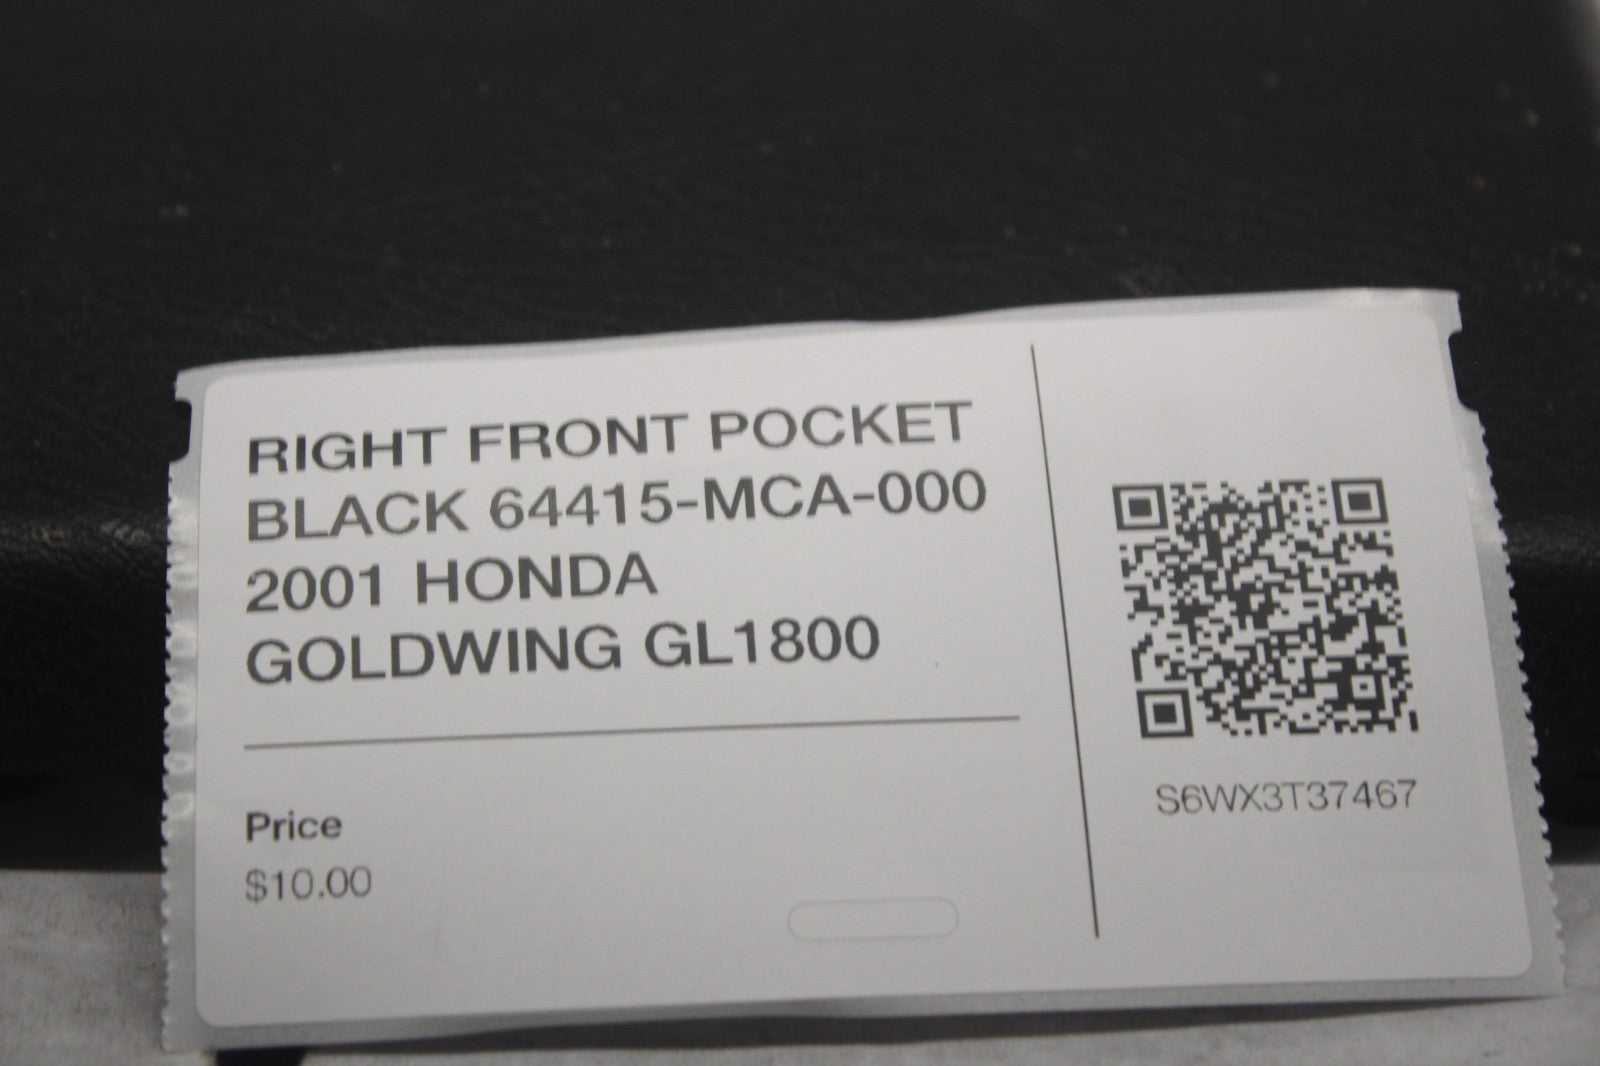 RIGHT FRONT POCKET
BLACK 64415-MCA-000
2001 HONDA
GOLDWING GL1800
Price
$10.00
S6WX3T37467